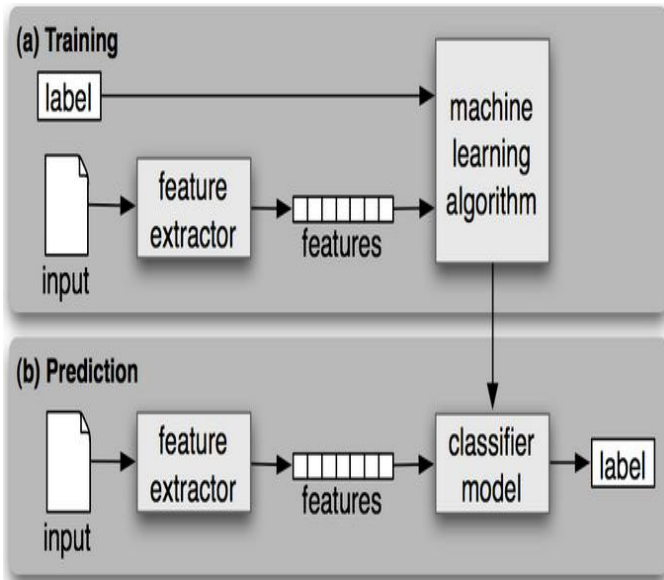 (a) Training
label
machine
learning
algorithm
feature
extractor
features
input
(b) Prediction
feature
extractor
features
input
classifier
model
label